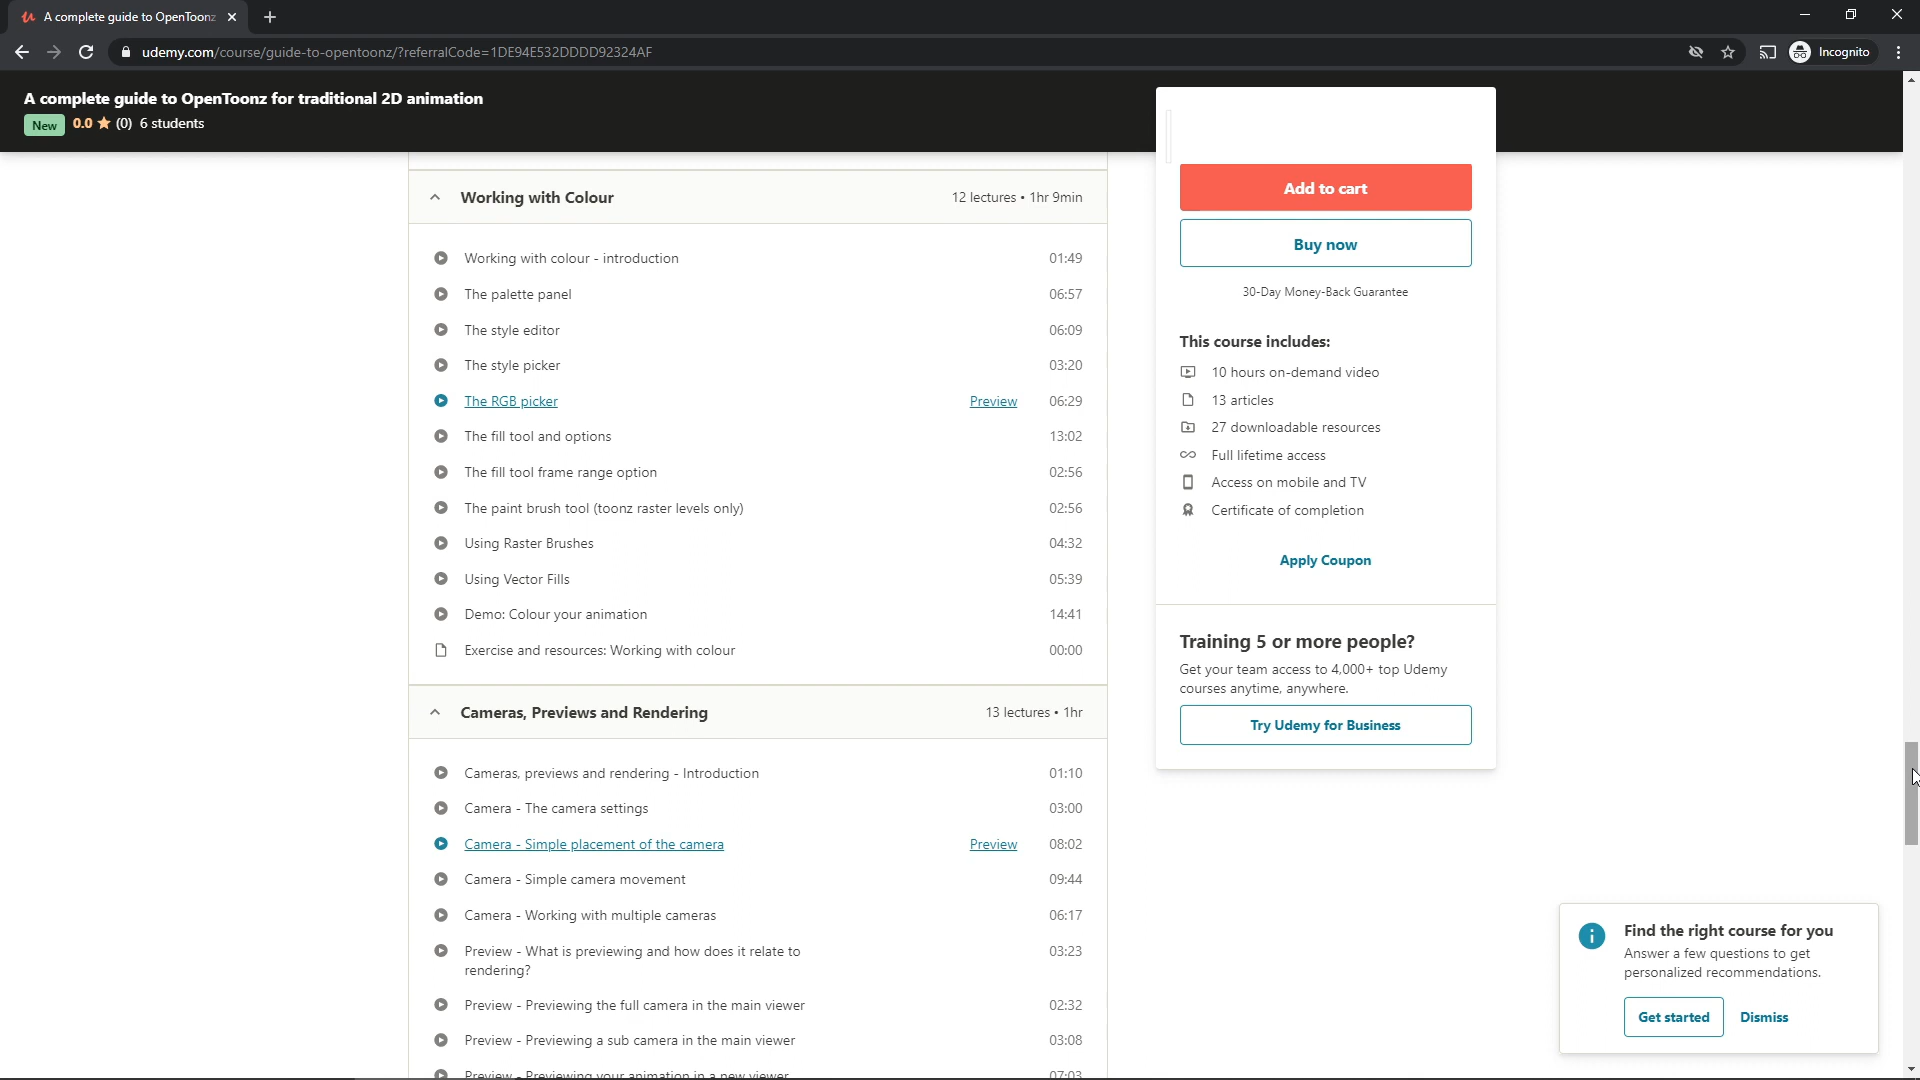 A complete guide to OpenToonz
udemy.com/course/guide-to-opentoonz/?referralCode=1DE94E532DDDD92324AF
Incognito
A complete guide to OpenToonz for traditional 2D animation
New 0.0 (0) 6 students
Working with Colour 12 lectures • 1hr 9min
Working with colour - introduction 01:49
The palette panel 06:57
The style editor 06:09
The style picker 03:20
The RGB picker Preview 06:29
The fill tool and options 13:02
The fill tool frame range option 02:56
The paint brush tool (toonz raster levels only) 02:56
Using Raster Brushes 04:32
Using Vector Fills 05:39
Demo: Colour your animation 14:41
Exercise and resources: Working with colour 00:00
Cameras, Previews and Rendering 13 lectures • 1hr
Cameras, previews and rendering - Introduction 01:10
Camera - The camera settings 03:00
Camera - Simple placement of the camera Preview 08:02
Camera - Simple camera movement 09:44
Camera - Working with multiple cameras 06:17
Preview - What is previewing and how does it relate to 03:23
rendering?
Preview - Previewing the full camera in the main viewer 02:32
Preview - Previewing a sub camera in the main viewer 03:08
Preview - Previewing your animation in a new viewer 07:03
Add to cart
Buy now
30-Day Money-Back Guarantee
This course includes:
10 hours on-demand video
13 articles
27 downloadable resources
Full lifetime access
Access on mobile and TV
Certificate of completion
Apply Coupon
Training 5 or more people?
Get your team access to 4,000+ top Udemy
courses anytime, anywhere.
Try Udemy for Business
Find the right course for you
Answer a few questions to get
personalized recommendations.
Get started Dismiss